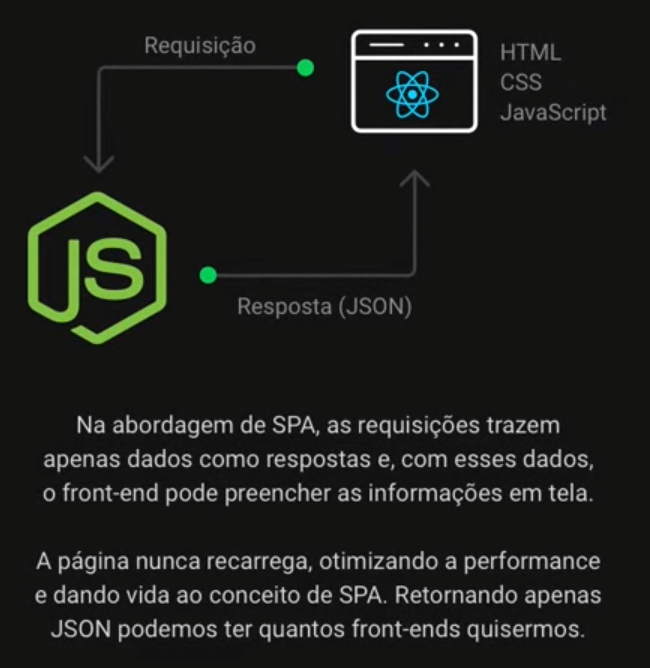 Requisição
HTML
CSS
JavaScript
JS
Resposta (JSON)
Na abordagem de SPA, as requisições trazem
apenas dados como respostas e, com esses dados,
o front-end pode preencher as informações em tela.
A página nunca recarrega, otimizando a performance
e dando vida ao conceito de SPA. Retornando apenas
JSON podemos ter quantos front-ends quisermos.